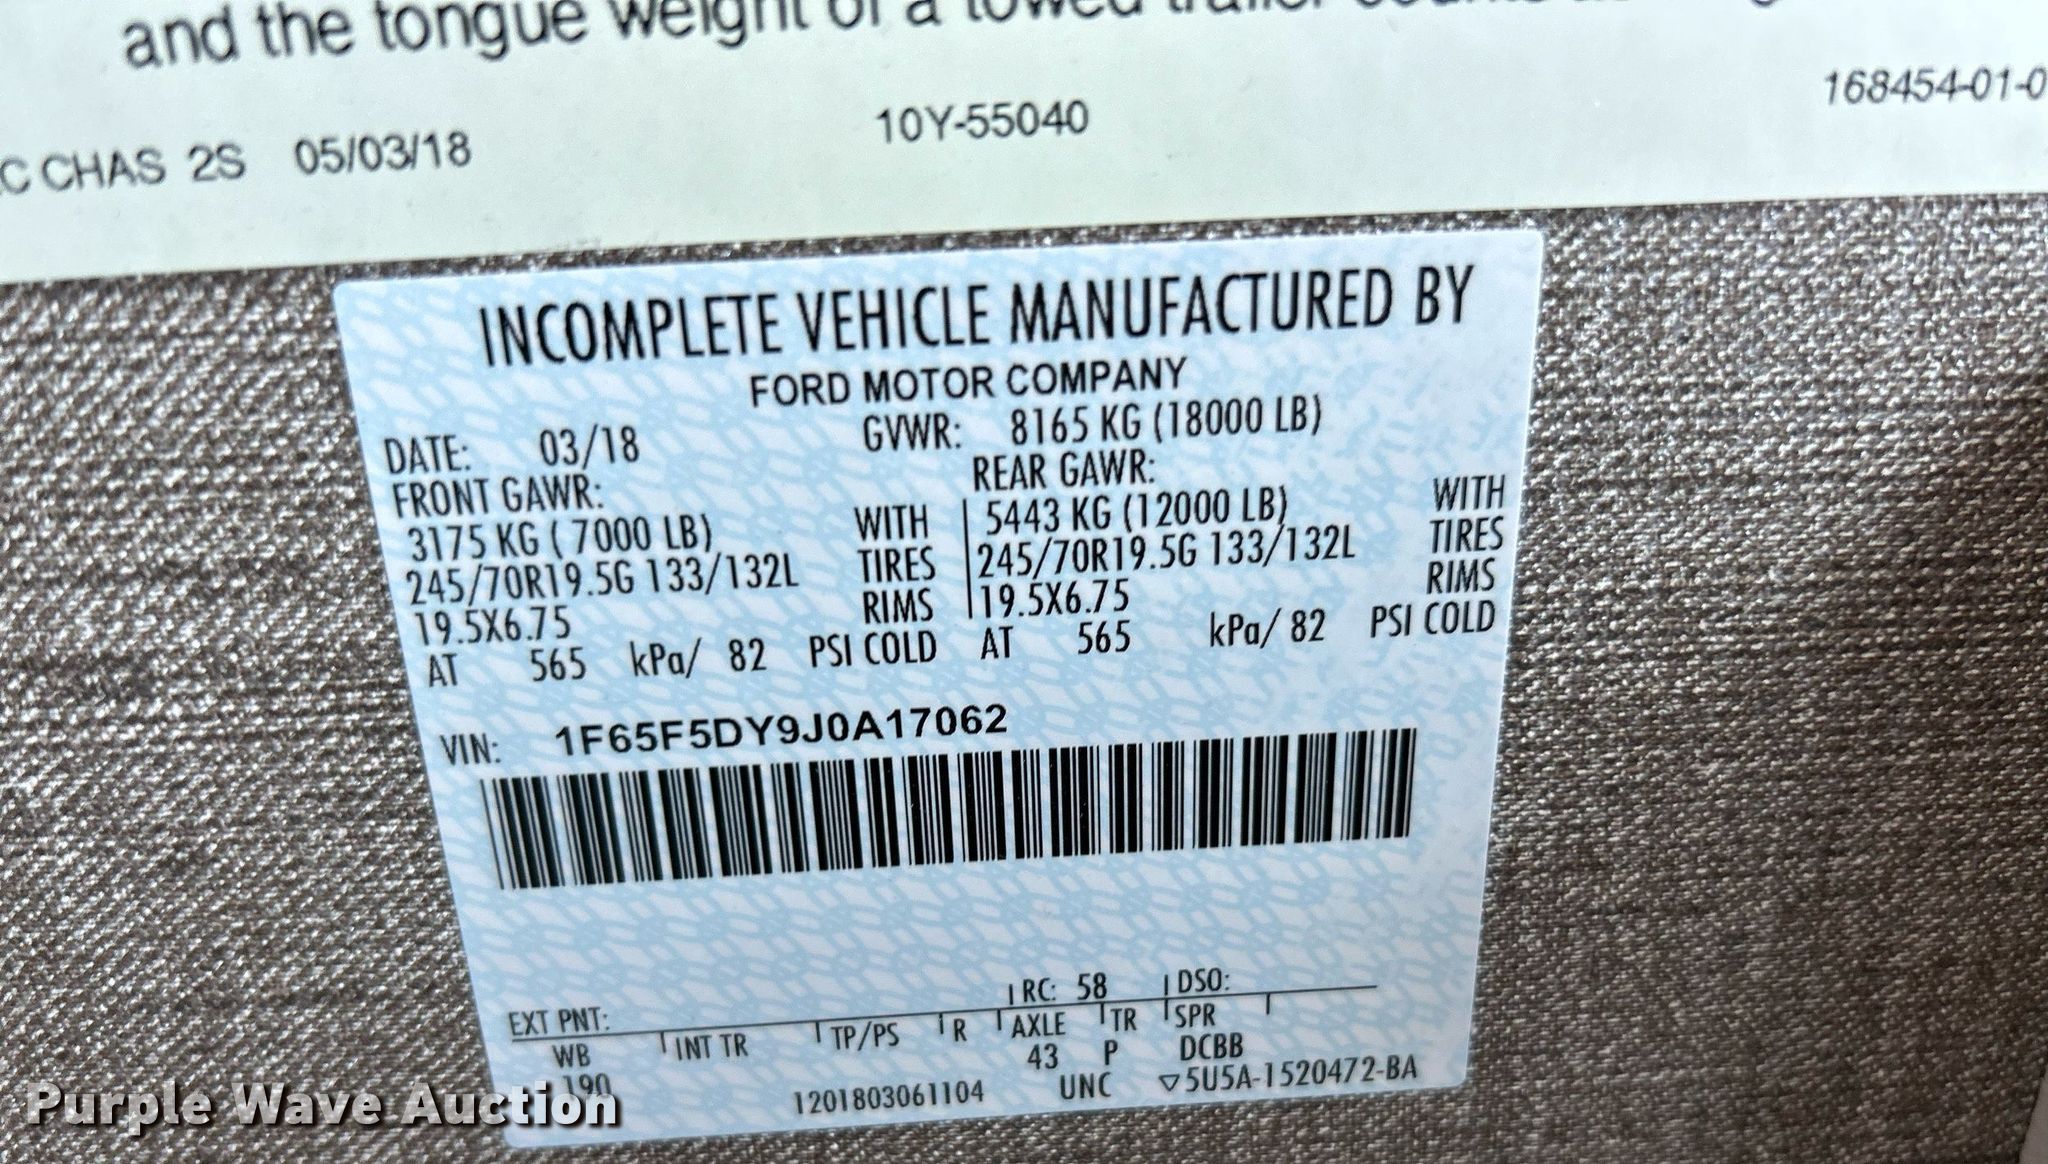 and the tongue weight of a towed trailer
168454-01-0
10Y-55040
C CHAS 2S 05/03/18
INCOMPLETE VEHICLE MANUFACTURED BY
FORD MOTOR COMPANY
DATE: 03/18 GVWR: 8165 KG (18000 LB)
FRONT GAWR: REAR GAWR:
3175 KG ( 7000 LB) WITH 5443 KG (12000 LB) WITH
245/70R19.5G 133/132L TIRES 245/70R19.5G 133/132L TIRES
19.5X6.75 RIMS 19.5X6.75 RIMS
AT 565 kPa/ 82 PSI COLD AT 565 kPa/ 82 PSI COLD
VIN: 1F65F5DY9J0A17062
EXT PNT: RC: 58 DSO:
WB INT TR TP/PS R AXLE TR SPR
190 43 P DCBB
1201803061104 UNC ▽5U5A-1520472-BA
Purple Wave Auction